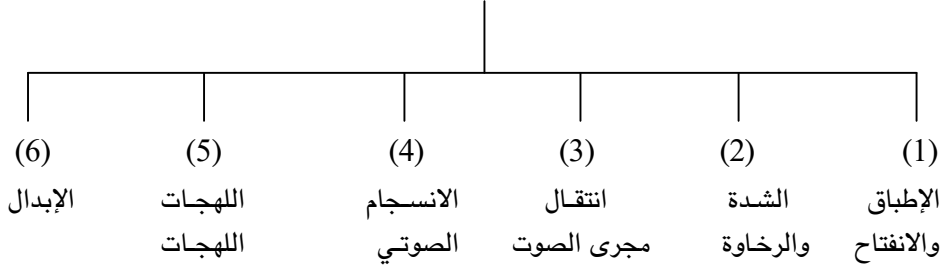 (1) (2) (3) (4) (5) (6)
الإطباق الشدة انتقال الانسجام اللهجات الإبدال
والانفتاح والرخاوة مجرى الصوت الصوتي اللهجات